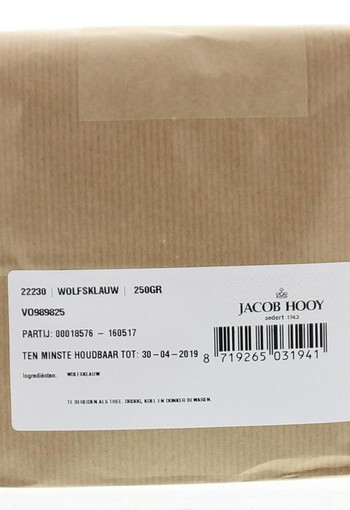 22230 | WOLFSKLAUW | 250GR
VO989825
PARTIJ: 00018576 - 160517
TEN MINSTE HOUDBAAR TOT: 30-04-2019
Ingrediënten: WOLFSKLAUW
TE BEREIDEN ALS THEE. DROOG, KOEL EN DONKER BEWAREN.
JACOB HOOY
sedert 1743
8 719265 031941